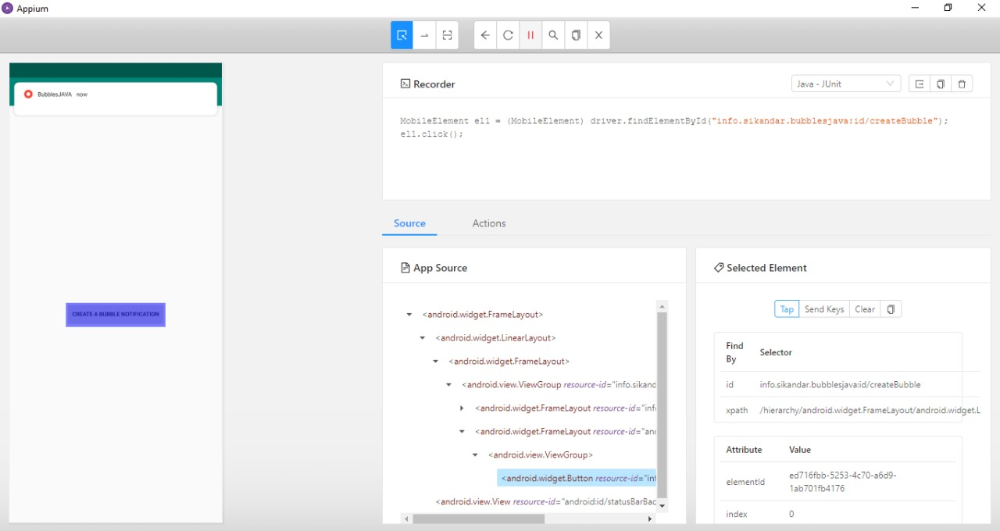 Appium
BubblesJAVA now
CREATE A BUBBLE NOTIFICATION
Recorder
Java - JUnit
MobileElement el1 = (MobileElement) driver.findElementById("info.sikandar.bubblesjava:id/createBubble");
el1.click();
Source
Actions
App Source
<android.widget.FrameLayout>
<android.widget.LinearLayout>
<android.widget.FrameLayout>
<android.view.ViewGroup resource-id="info.sikand
<android.widget.FrameLayout resource-id="inf
<android.widget.FrameLayout resource-id="and
<android.view.ViewGroup>
<android.widget.Button resource-id="inf
<android.view.View resource-id="android:id/statusBarBac
Selected Element
Tap
Send Keys
Clear
Find By
Selector
id
info.sikandar.bubblesjava:id/createBubble
xpath
/hierarchy/android.widget.FrameLayout/android.widget.L
Attribute
Value
elementId
ed716fbb-5253-4c70-a6d9-
1ab701fb4176
index
0